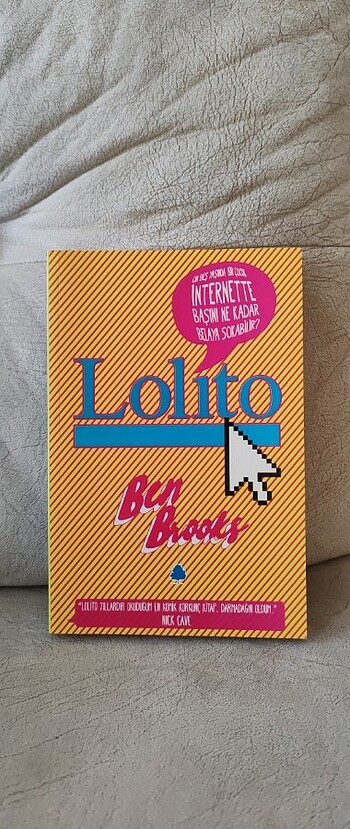 ON BEŞ YAŞINDA BİR ÇOCUK
İNTERNETTE
BAŞINI NE KADAR
BELAYA SOKABİLİR?
Lolito
Ben
Brooks
"LOLITO YILLARDIR OKUDUĞUM EN KOMİK KORKUNÇ KİTAP. DARMADAĞIN OLDUM."
NICK CAVE